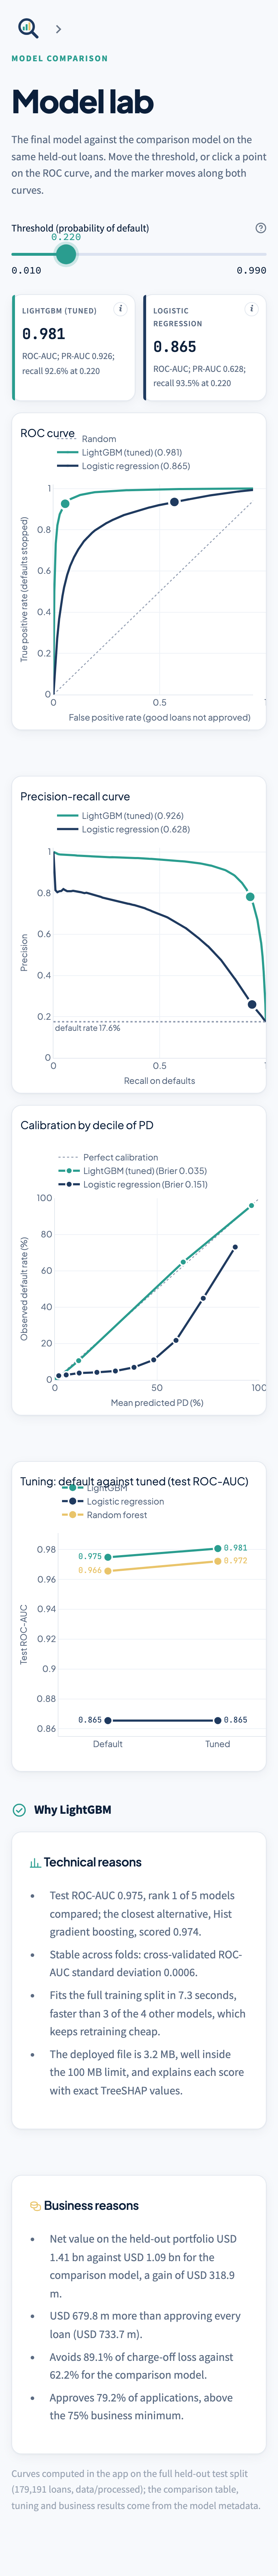 MODEL COMPARISON
Model lab
The final model against the comparison model on the
same held-out loans. Move the threshold, or click a point
on the ROC curve, and the marker moves along both
curves.
Threshold (probability of default)
0.220
0.010
0.990
LIGHTGBM (TUNED)
i
0.981
ROC-AUC; PR-AUC 0.926;
recall 92.6% at 0.220
LOGISTIC
REGRESSION
i
0.865
ROC-AUC; PR-AUC 0.628;
recall 93.5% at 0.220
ROC curve
Random
LightGBM (tuned) (0.981)
Logistic regression (0.865)
True positive rate (defaults stopped)
1
0.8
0.6
0.4
0.2
0
0
0.5
False positive rate (good loans not approved)
Precision-recall curve
LightGBM (tuned) (0.926)
Logistic regression (0.628)
Precision
1
0.8
0.6
0.4
0.2
0
default rate 17.6%
0
0.5
Recall on defaults
Calibration by decile of PD
Perfect calibration
LightGBM (tuned) (Brier 0.035)
Logistic regression (Brier 0.151)
Observed default rate (%)
100
80
60
40
20
0
0
50
100
Mean predicted PD (%)
Tuning: default against tuned (test ROC-AUC)
LightGBM
Logistic regression
Random forest
Test ROC-AUC
0.98
0.96
0.94
0.92
0.9
0.88
0.86
0.975
0.981
0.966
0.972
0.865
0.865
Default
Tuned
Why LightGBM
Technical reasons
• Test ROC-AUC 0.975, rank 1 of 5 models
compared; the closest alternative, Hist
gradient boosting, scored 0.974.
• Stable across folds: cross-validated ROC-
AUC standard deviation 0.0006.
• Fits the full training split in 7.3 seconds,
faster than 3 of the 4 other models, which
keeps retraining cheap.
• The deployed file is 3.2 MB, well inside
the 100 MB limit, and explains each score
with exact TreeSHAP values.
Business reasons
• Net value on the held-out portfolio USD
1.41 bn against USD 1.09 bn for the
comparison model, a gain of USD 318.9
m.
• USD 679.8 m more than approving every
loan (USD 733.7 m).
• Avoids 89.1% of charge-off loss against
62.2% for the comparison model.
• Approves 79.2% of applications, above
the 75% business minimum.
Curves computed in the app on the full held-out test split
(179,191 loans, data/processed); the comparison table,
tuning and business results come from the model metadata.